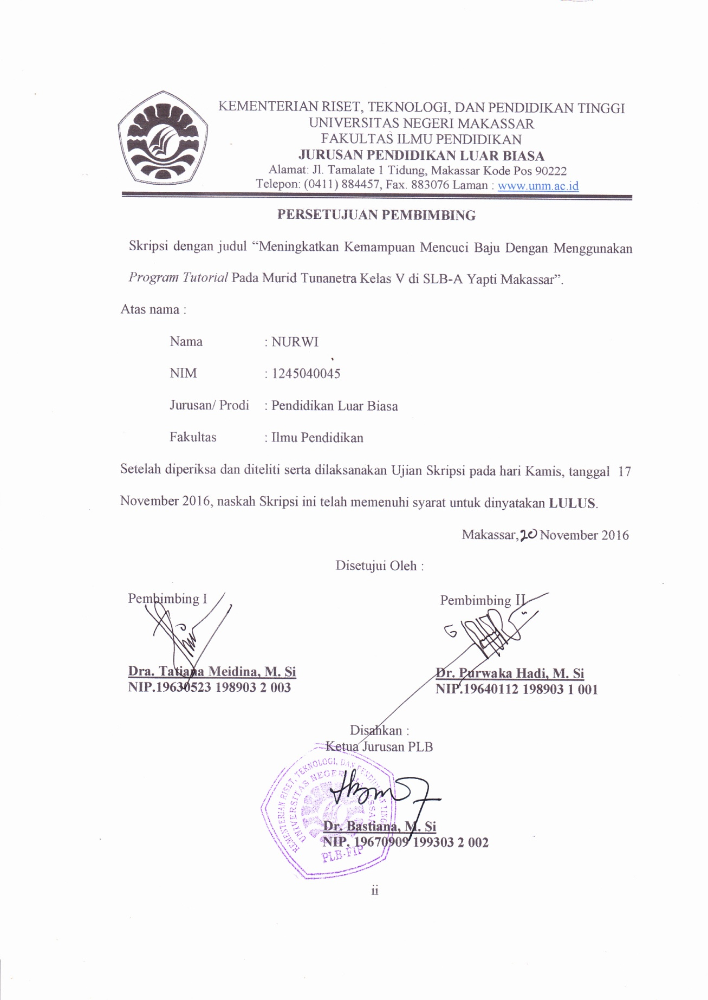 KEMENTERIAN RISET, TEKNOLOGI, DAN PENDIDIKAN TINGGI
UNIVERSITAS NEGERI MAKASSAR
FAKULTAS ILMU PENDIDIKAN
JURUSAN PENDIDIKAN LUAR BIASA
Alamat: Jl. Tamalate 1 Tidung, Makassar Kode Pos 90222
Telepon: (0411) 884457, Fax. 883076 Laman : www.unm.ac.id
PERSETUJUAN PEMBIMBING
Skripsi dengan judul “Meningkatkan Kemampuan Mencuci Baju Dengan Menggunakan
Program Tutorial Pada Murid Tunanetra Kelas V di SLB-A Yapti Makassar”.
Atas nama :
Nama : NURWI
NIM : 1245040045
Jurusan/ Prodi : Pendidikan Luar Biasa
Fakultas : Ilmu Pendidikan
Setelah diperiksa dan diteliti serta dilaksanakan Ujian Skripsi pada hari Kamis, tanggal 17
November 2016, naskah Skripsi ini telah memenuhi syarat untuk dinyatakan LULUS.
Makassar, 20 November 2016
Disetujui Oleh :
Pembimbing I Pembimbing II
Dra. Tatiana Meidina, M. Si Dr. Purwaka Hadi, M. Si
NIP.19630523 198903 2 003 NIP.19640112 198903 1 001
Disahkan :
Ketua Jurusan PLB
KEMENTERIAN RISET, TEKNOLOGI, DAN PENDIDIKAN TING
UNIVERSITAS NEGERI
PLB-FIP
Dr. Bastiana, M. Si
NIP. 19670909 199303 2 002
ii